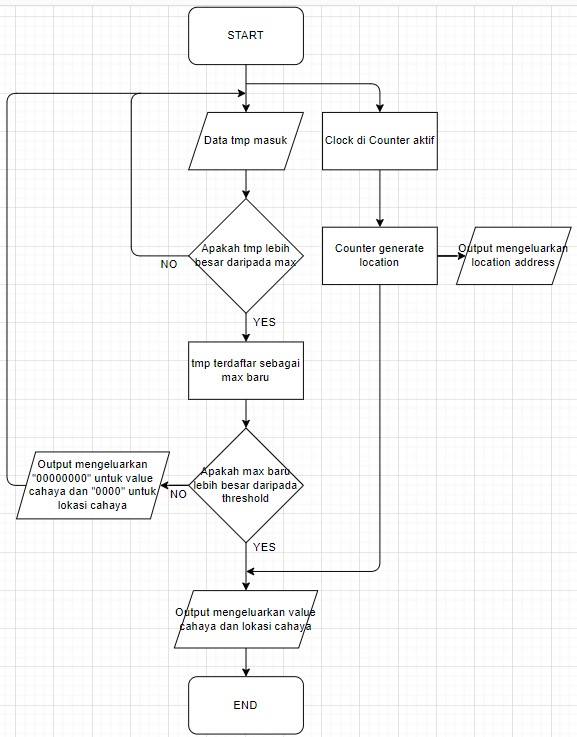 START
Data tmp masuk
Clock di Counter aktif
Apakah tmp lebih
besar daripada max
NO
Counter generate
location
Output mengeluarkan
location address
YES
tmp terdaftar sebagai
max baru
Output mengeluarkan
"00000000" untuk value
cahaya dan "0000" untuk
lokasi cahaya
NO
Apakah max baru
lebih besar daripada
threshold
YES
Output mengeluarkan value
cahaya dan lokasi cahaya
END